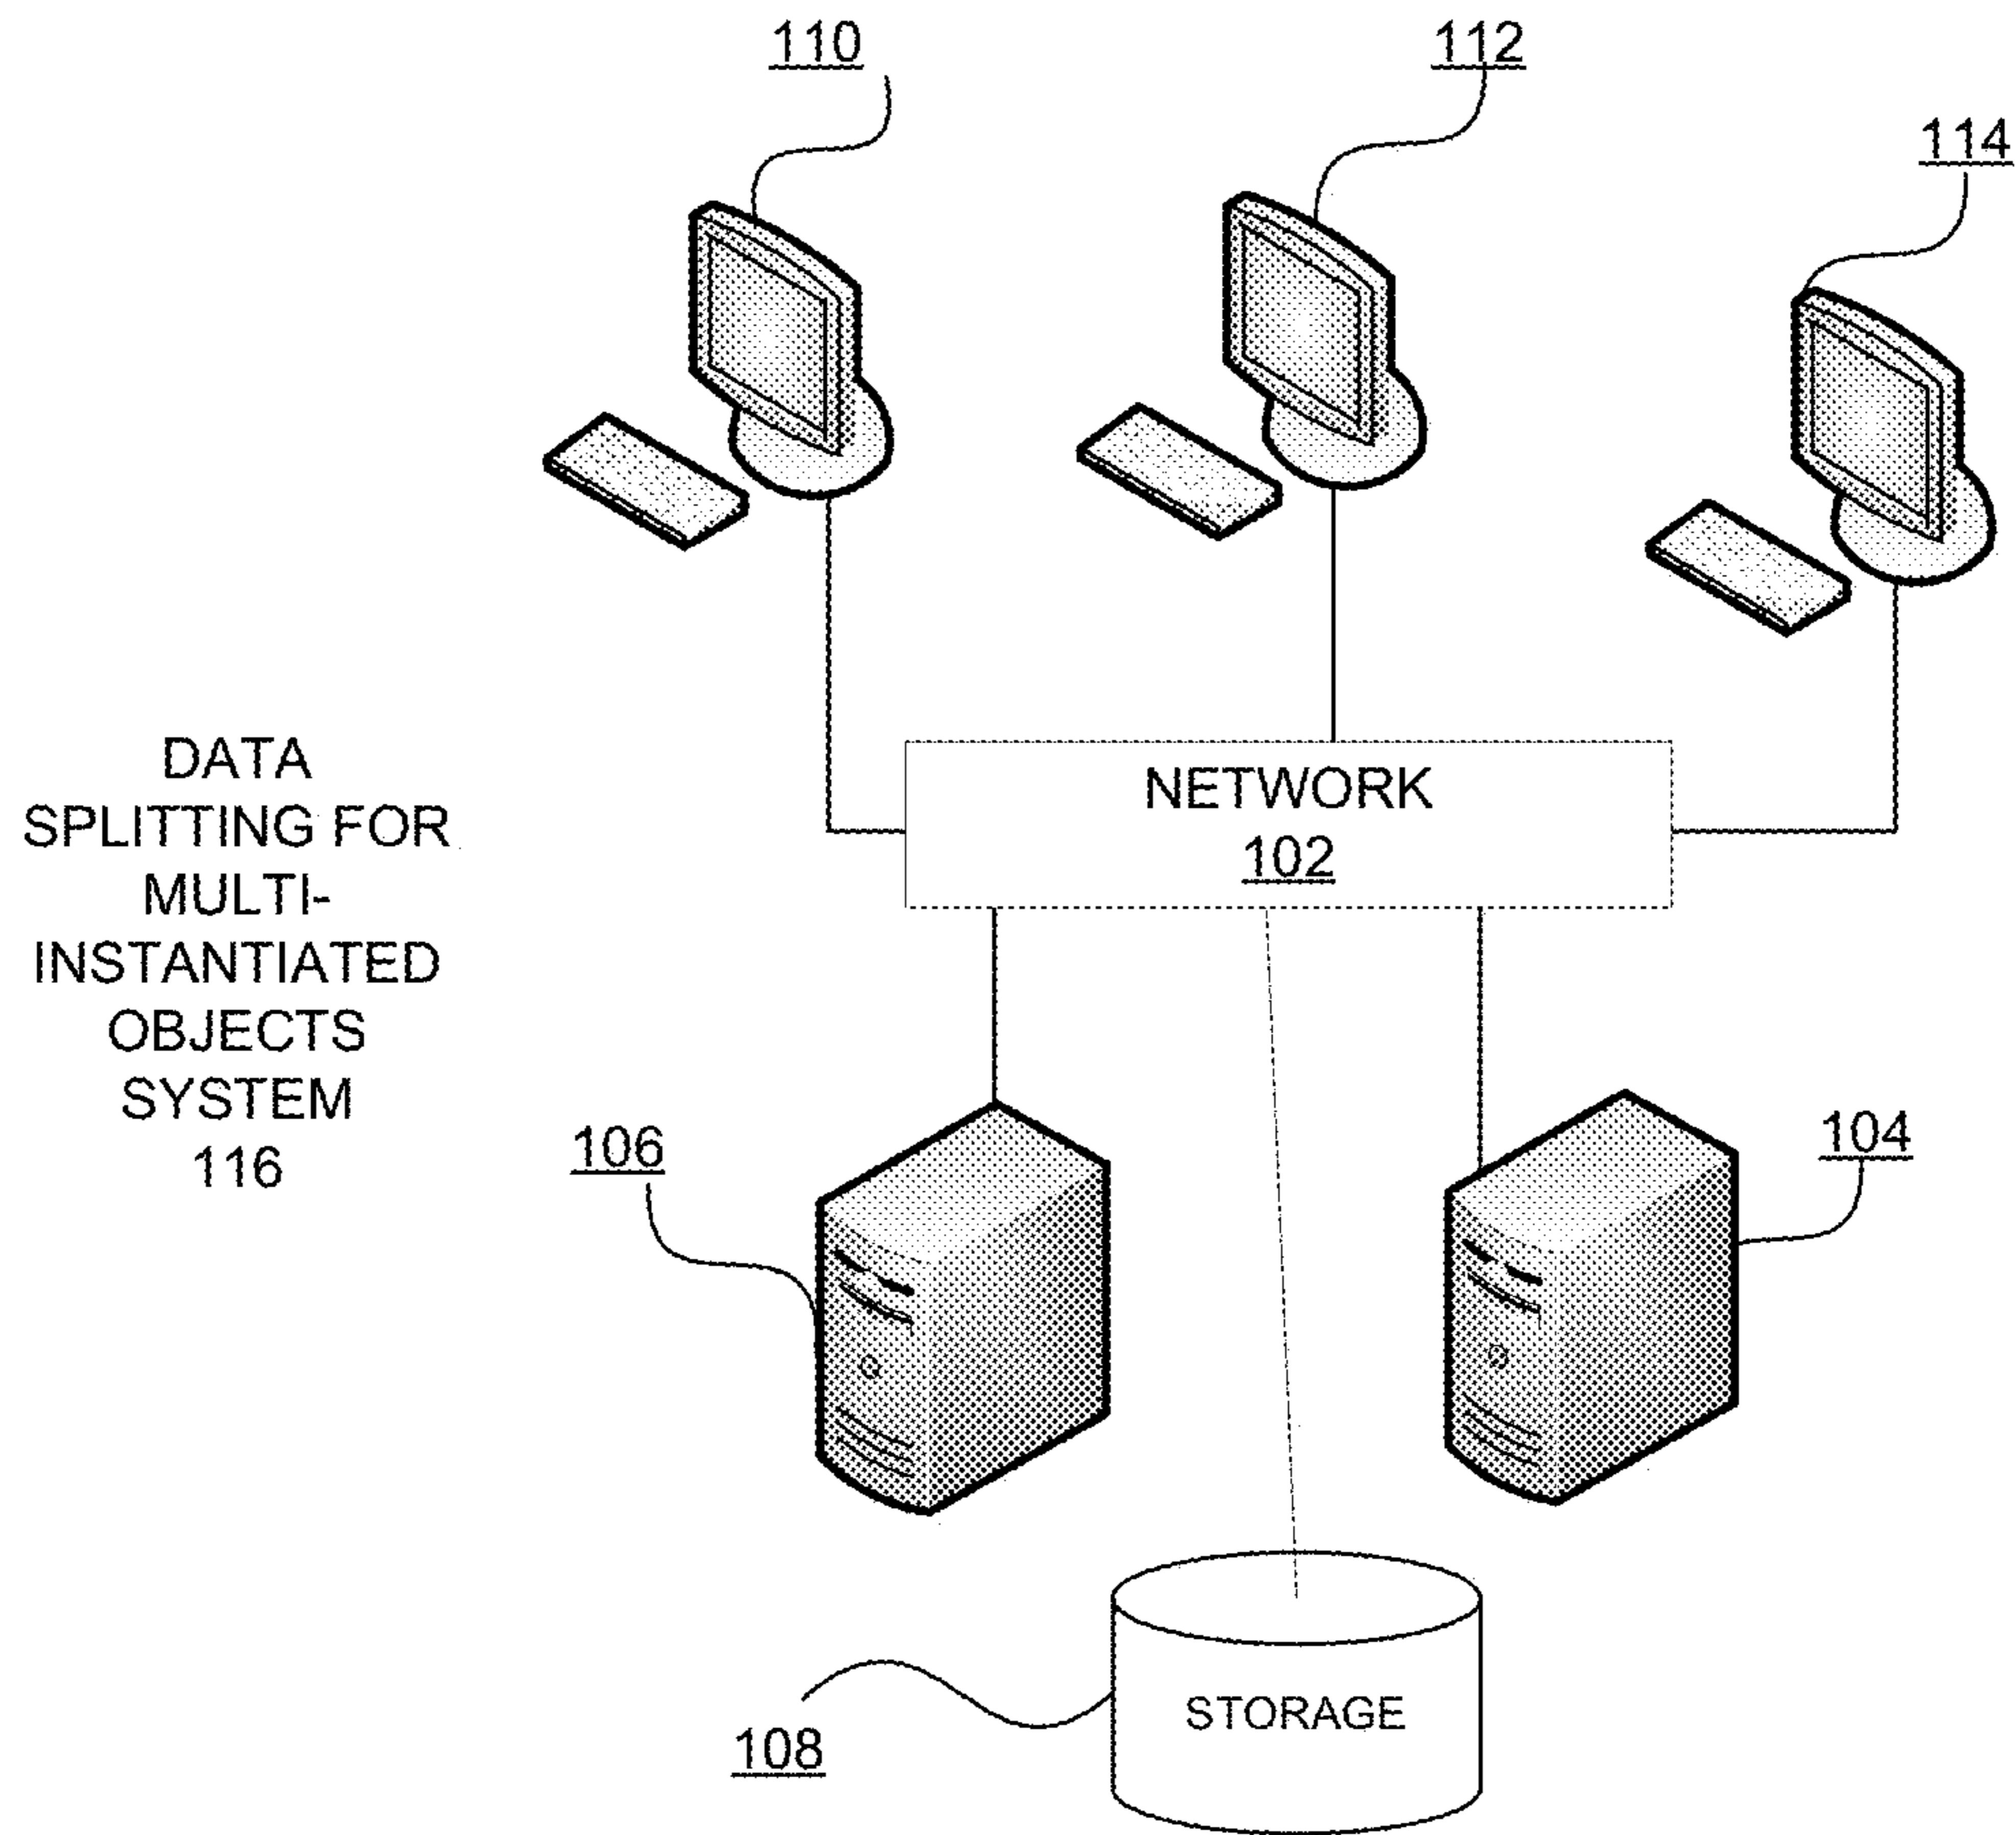 110
112
114
DATA
SPLITTING FOR
MULTI-
INSTANTIATED
OBJECTS
SYSTEM
116
NETWORK
102
106
104
STORAGE
108